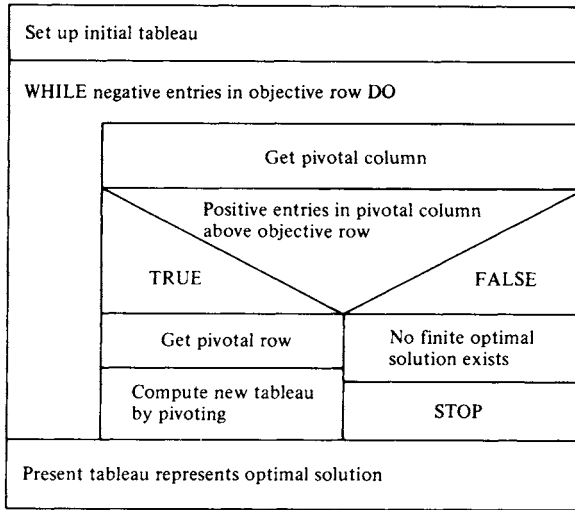 Set up initial tableau
WHILE negative entries in objective row DO
Get pivotal column
Positive entries in pivotal column
above objective row
TRUE
FALSE
Get pivotal row
No finite optimal
solution exists
Compute new tableau
by pivoting
STOP
Present tableau represents optimal solution